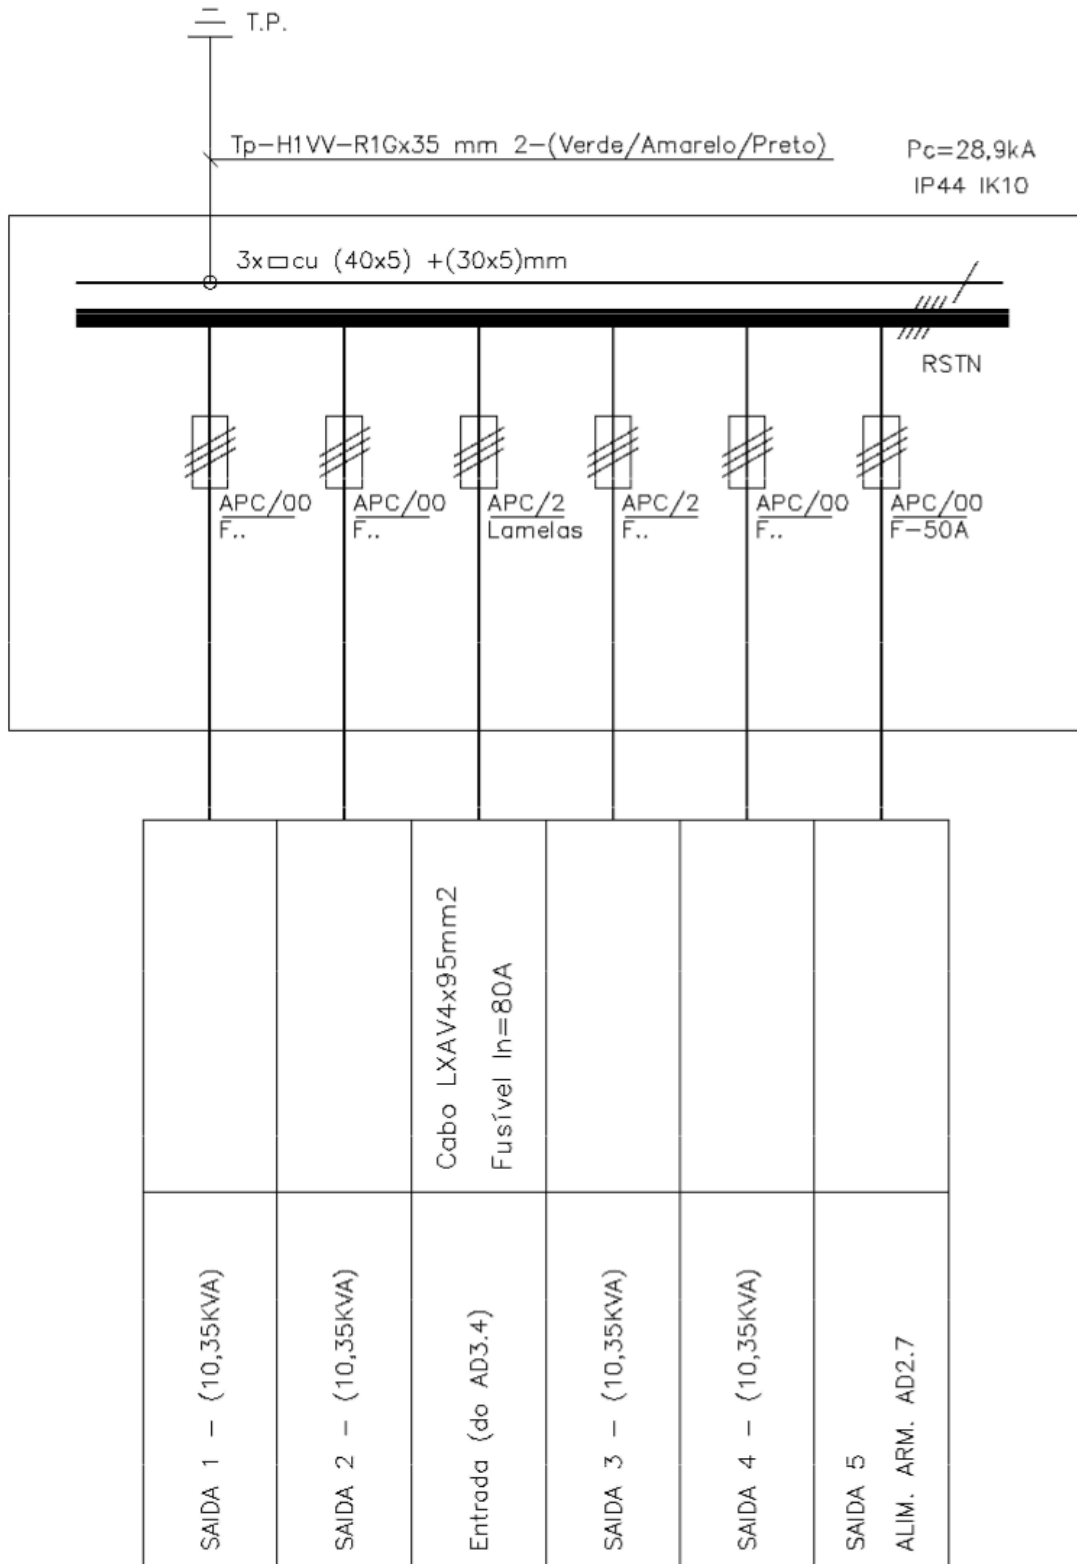 T.P.
Tp-H1VV-R1Gx35 mm 2-(Verde/Amarelo/Preto)
Pc=28,9kA
IP44 IK10
3x▭cu (40x5) +(30x5)mm
RSTN
APC/00
F..
APC/00
F..
APC/2
Lamelas
APC/2
F..
APC/00
F..
APC/00
F-50A
Cabo LXAV4x95mm2
Fusível In=80A
SAIDA 1 - (10,35KVA)
SAIDA 2 - (10,35KVA)
Entrada (do AD3.4)
SAIDA 3 - (10,35KVA)
SAIDA 4 - (10,35KVA)
SAIDA 5
ALIM. ARM. AD2.7